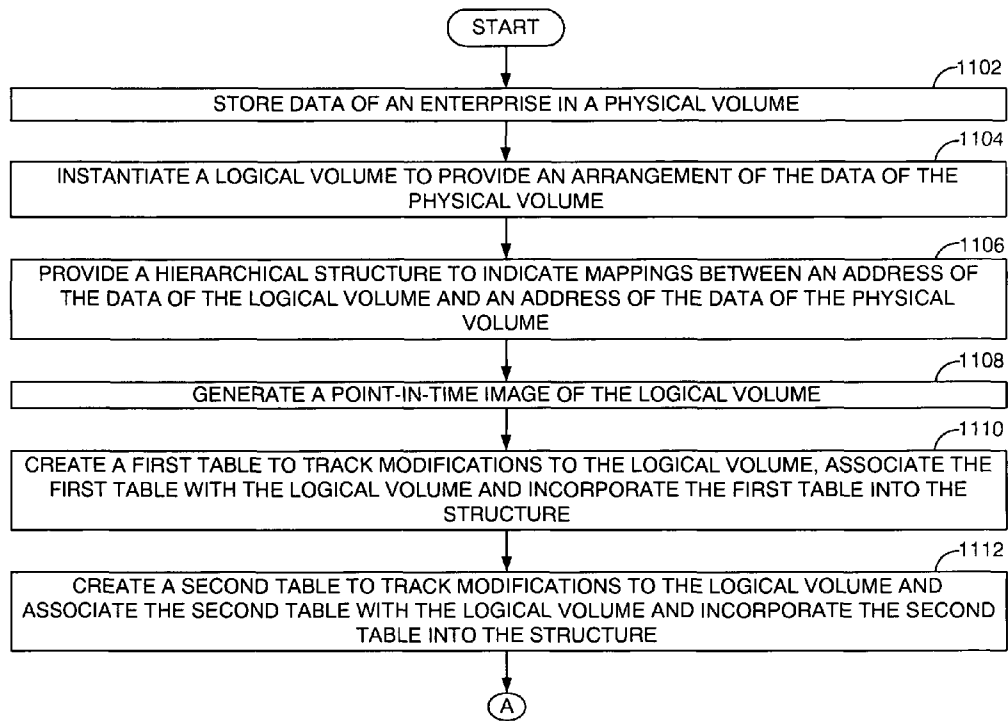 START
1102
STORE DATA OF AN ENTERPRISE IN A PHYSICAL VOLUME
1104
INSTANTIATE A LOGICAL VOLUME TO PROVIDE AN ARRANGEMENT OF THE DATA OF THE
PHYSICAL VOLUME
1106
PROVIDE A HIERARCHICAL STRUCTURE TO INDICATE MAPPINGS BETWEEN AN ADDRESS OF
THE DATA OF THE LOGICAL VOLUME AND AN ADDRESS OF THE DATA OF THE PHYSICAL
VOLUME
1108
GENERATE A POINT-IN-TIME IMAGE OF THE LOGICAL VOLUME
1110
CREATE A FIRST TABLE TO TRACK MODIFICATIONS TO THE LOGICAL VOLUME, ASSOCIATE THE
FIRST TABLE WITH THE LOGICAL VOLUME AND INCORPORATE THE FIRST TABLE INTO THE
STRUCTURE
1112
CREATE A SECOND TABLE TO TRACK MODIFICATIONS TO THE LOGICAL VOLUME AND
ASSOCIATE THE SECOND TABLE WITH THE LOGICAL VOLUME AND INCORPORATE THE SECOND
TABLE INTO THE STRUCTURE
A